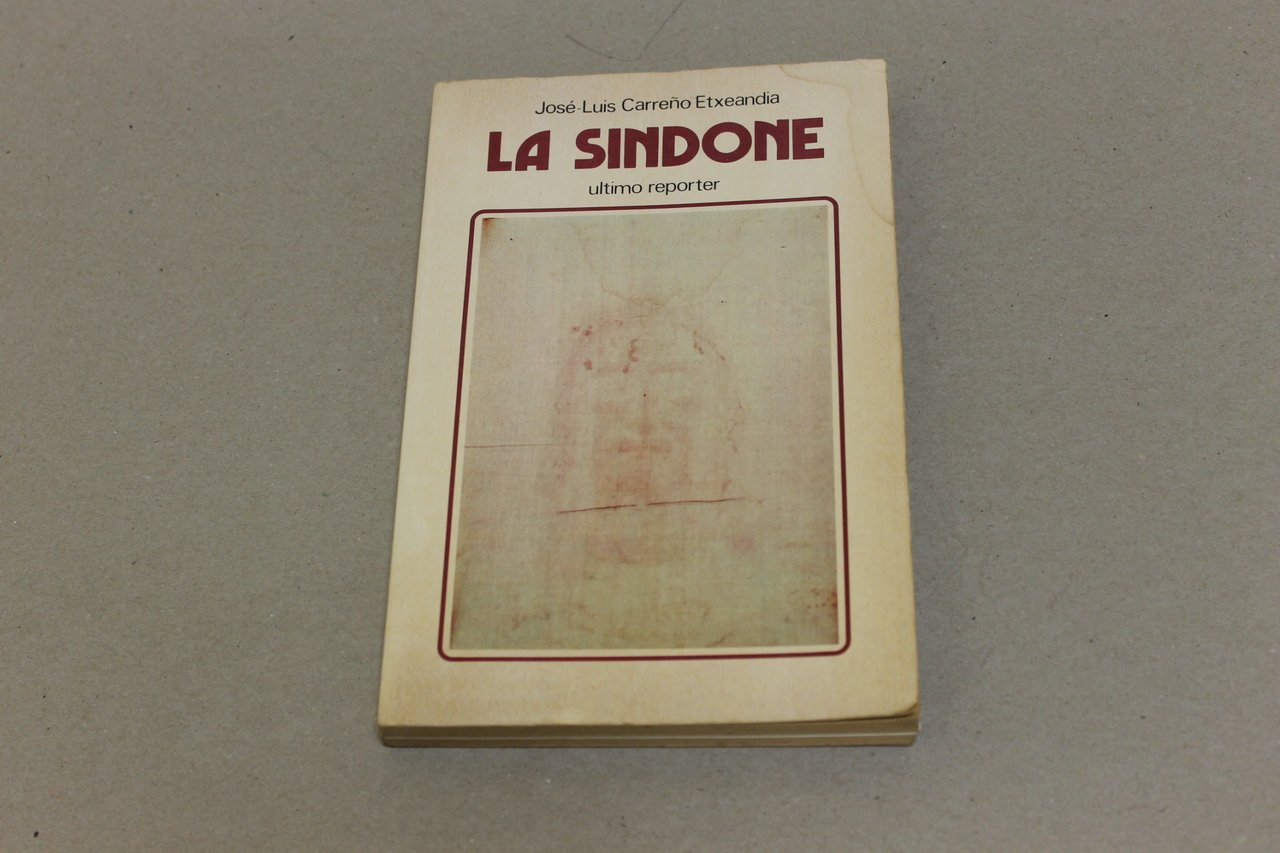 José-Luis Carreño Etxeandia
LA SINDONE
ultimo reporter